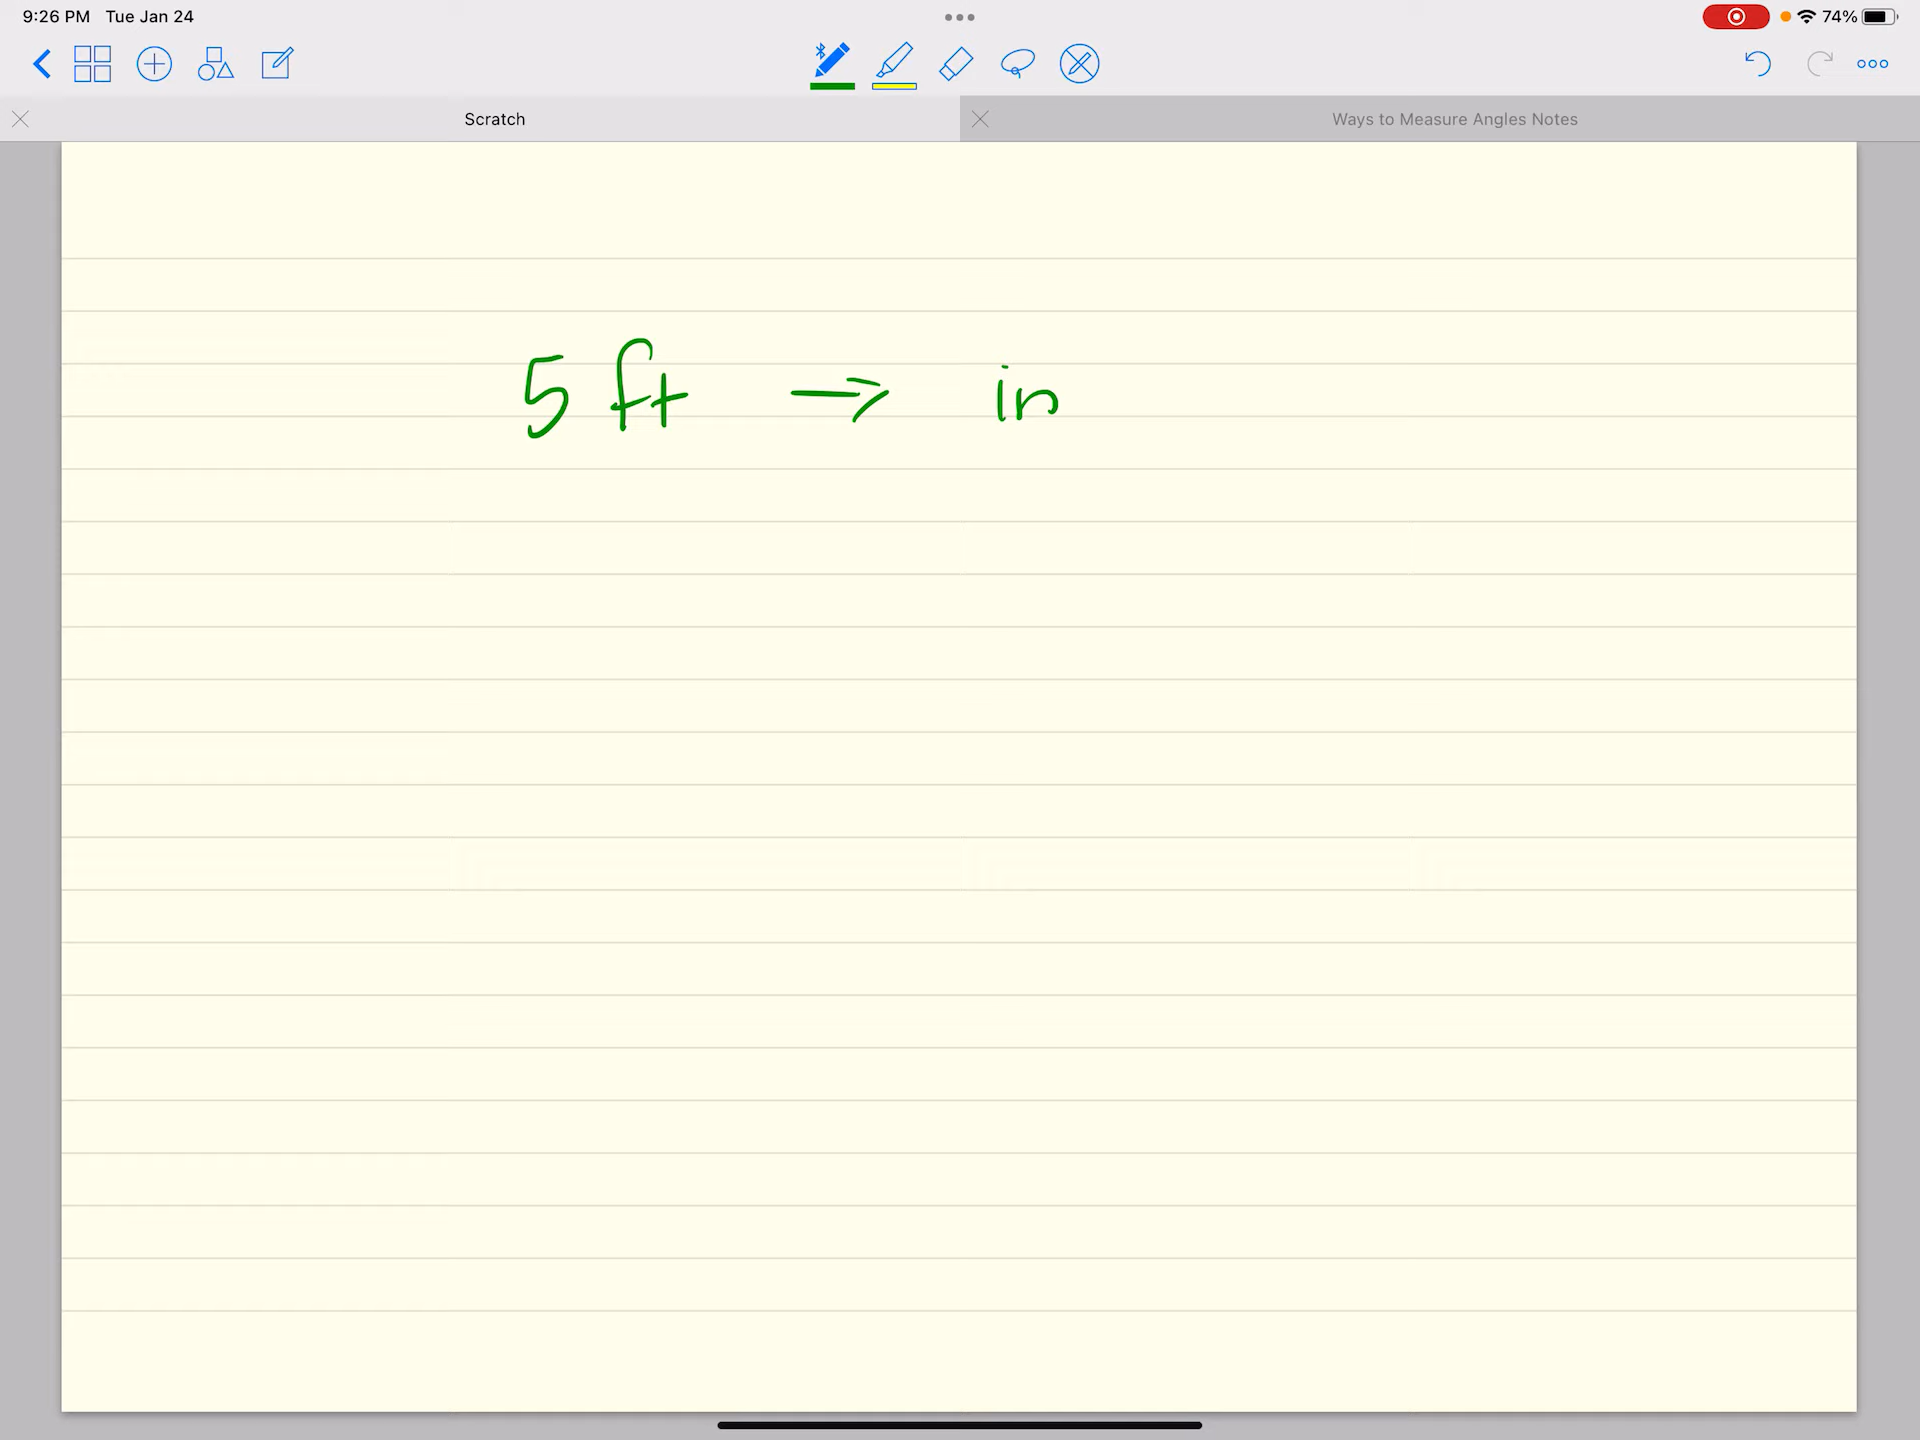 9:26 PM Tue Jan 24
74%
Scratch
Ways to Measure Angles Notes
5 ft → in